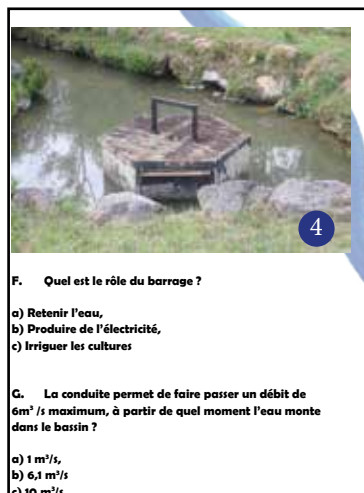 4
F. Quel est le rôle du barrage ?
a) Retenir l'eau,
b) Produire de l'électricité,
c) Irriguer les cultures
G. La conduite permet de faire passer un débit de
6m³ /s maximum, à partir de quel moment l'eau monte
dans le bassin ?
a) 1 m³/s,
b) 6,1 m³/s
c) 10 m³/s